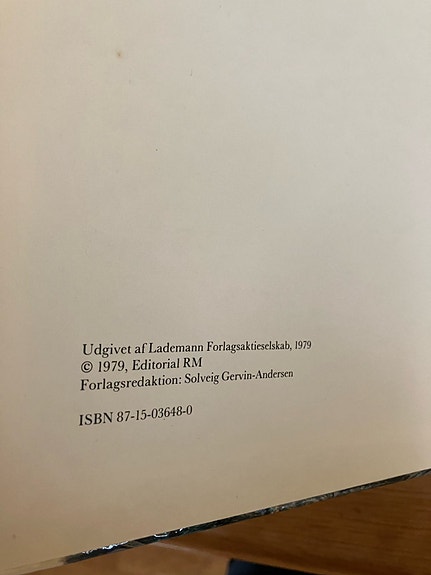 Udgivet af Lademann Forlagsaktieselskab, 1979
© 1979, Editorial RM
Forlagsredaktion: Solveig Gervin-Andersen
ISBN 87-15-03648-0